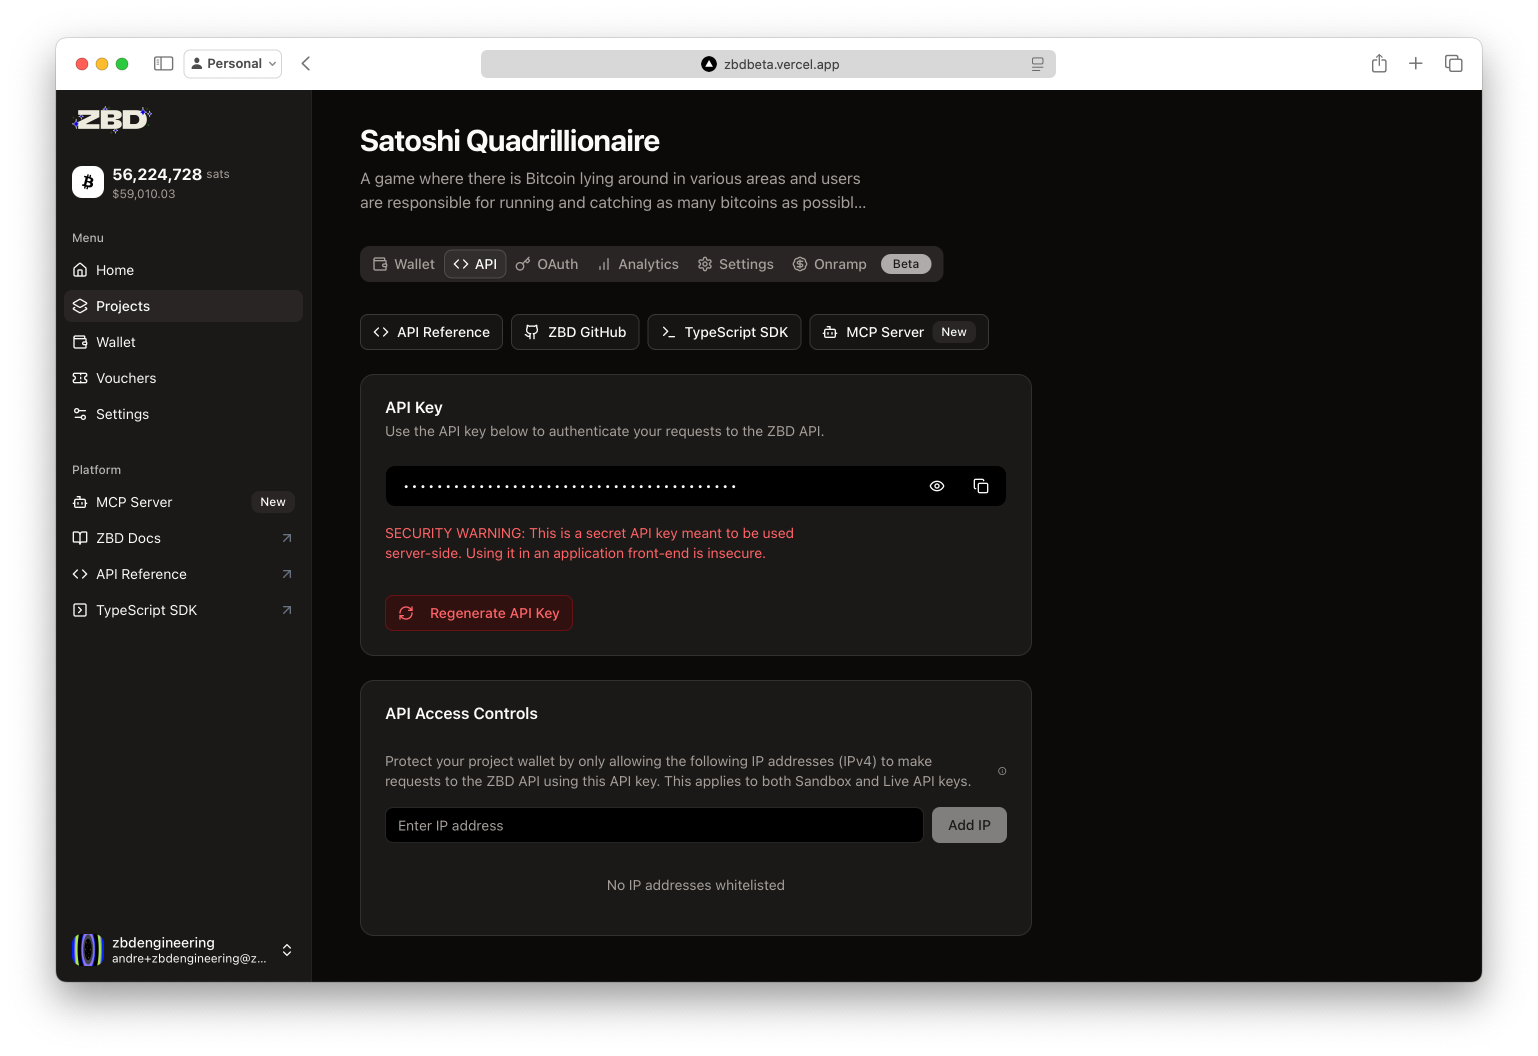 Personal
zbdbeta.vercel.app
ZBD
56,224,728 sats
$59,010.03
Menu
Home
Projects
Wallet
Vouchers
Settings
Platform
MCP Server New
ZBD Docs
API Reference
TypeScript SDK
zbdengineering
andre+zbdengineering@z...
Satoshi Quadrillionaire
A game where there is Bitcoin lying around in various areas and users
are responsible for running and catching as many bitcoins as possibl...
Wallet API OAuth Analytics Settings Onramp Beta
API Reference ZBD GitHub TypeScript SDK MCP Server New
API Key
Use the API key below to authenticate your requests to the ZBD API.
SECURITY WARNING: This is a secret API key meant to be used
server-side. Using it in an application front-end is insecure.
Regenerate API Key
API Access Controls
Protect your project wallet by only allowing the following IP addresses (IPv4) to make
requests to the ZBD API using this API key. This applies to both Sandbox and Live API keys.
Enter IP address Add IP
No IP addresses whitelisted